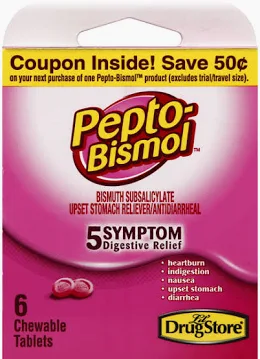 Coupon Inside! Save 50¢
on your next purchase of one Pepto-Bismol™ product (excludes trial/travel size).
Pepto-
Bismol™
BISMUTH SUBSALICYLATE
UPSET STOMACH RELIEVER/ANTIDIARRHEAL
5 SYMPTOM
Digestive Relief
• heartburn
• indigestion
• nausea
• upset stomach
• diarrhea
6
Chewable
Tablets
Lil'
DrugStore®